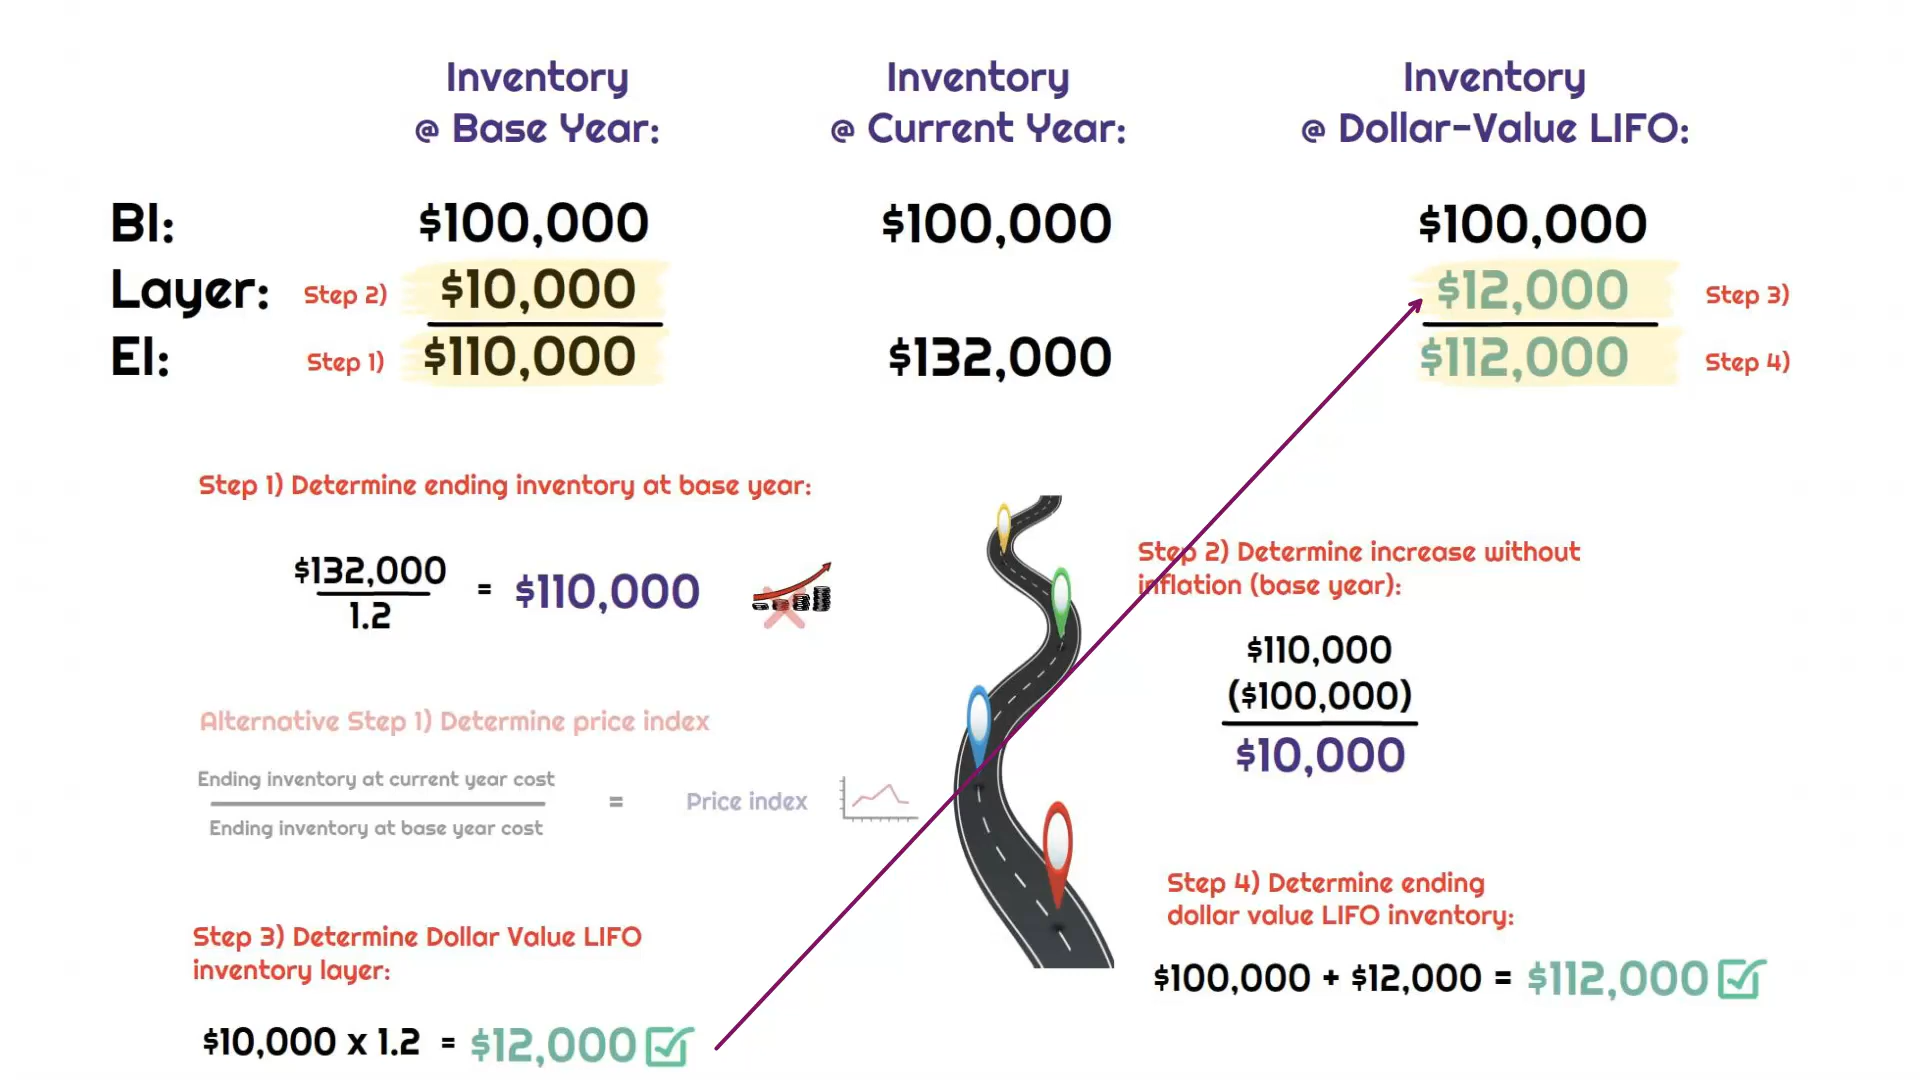 Inventory
@ Base Year:
Inventory
@ Current Year:
Inventory
@ Dollar-Value LIFO:
BI: $100,000 $100,000 $100,000
Layer: Step 2) $10,000 $12,000 Step 3)
EI: Step 1) $110,000 $132,000 $112,000 Step 4)
Step 1) Determine ending inventory at base year:
$132,000
1.2
= $110,000
Step 2) Determine increase without
inflation (base year):
$110,000
($100,000)
$10,000
Alternative Step 1) Determine price index
Ending inventory at current year cost
Ending inventory at base year cost
= Price index
Step 3) Determine Dollar Value LIFO
inventory layer:
$10,000 x 1.2 = $12,000
Step 4) Determine ending
dollar value LIFO inventory:
$100,000 + $12,000 = $112,000